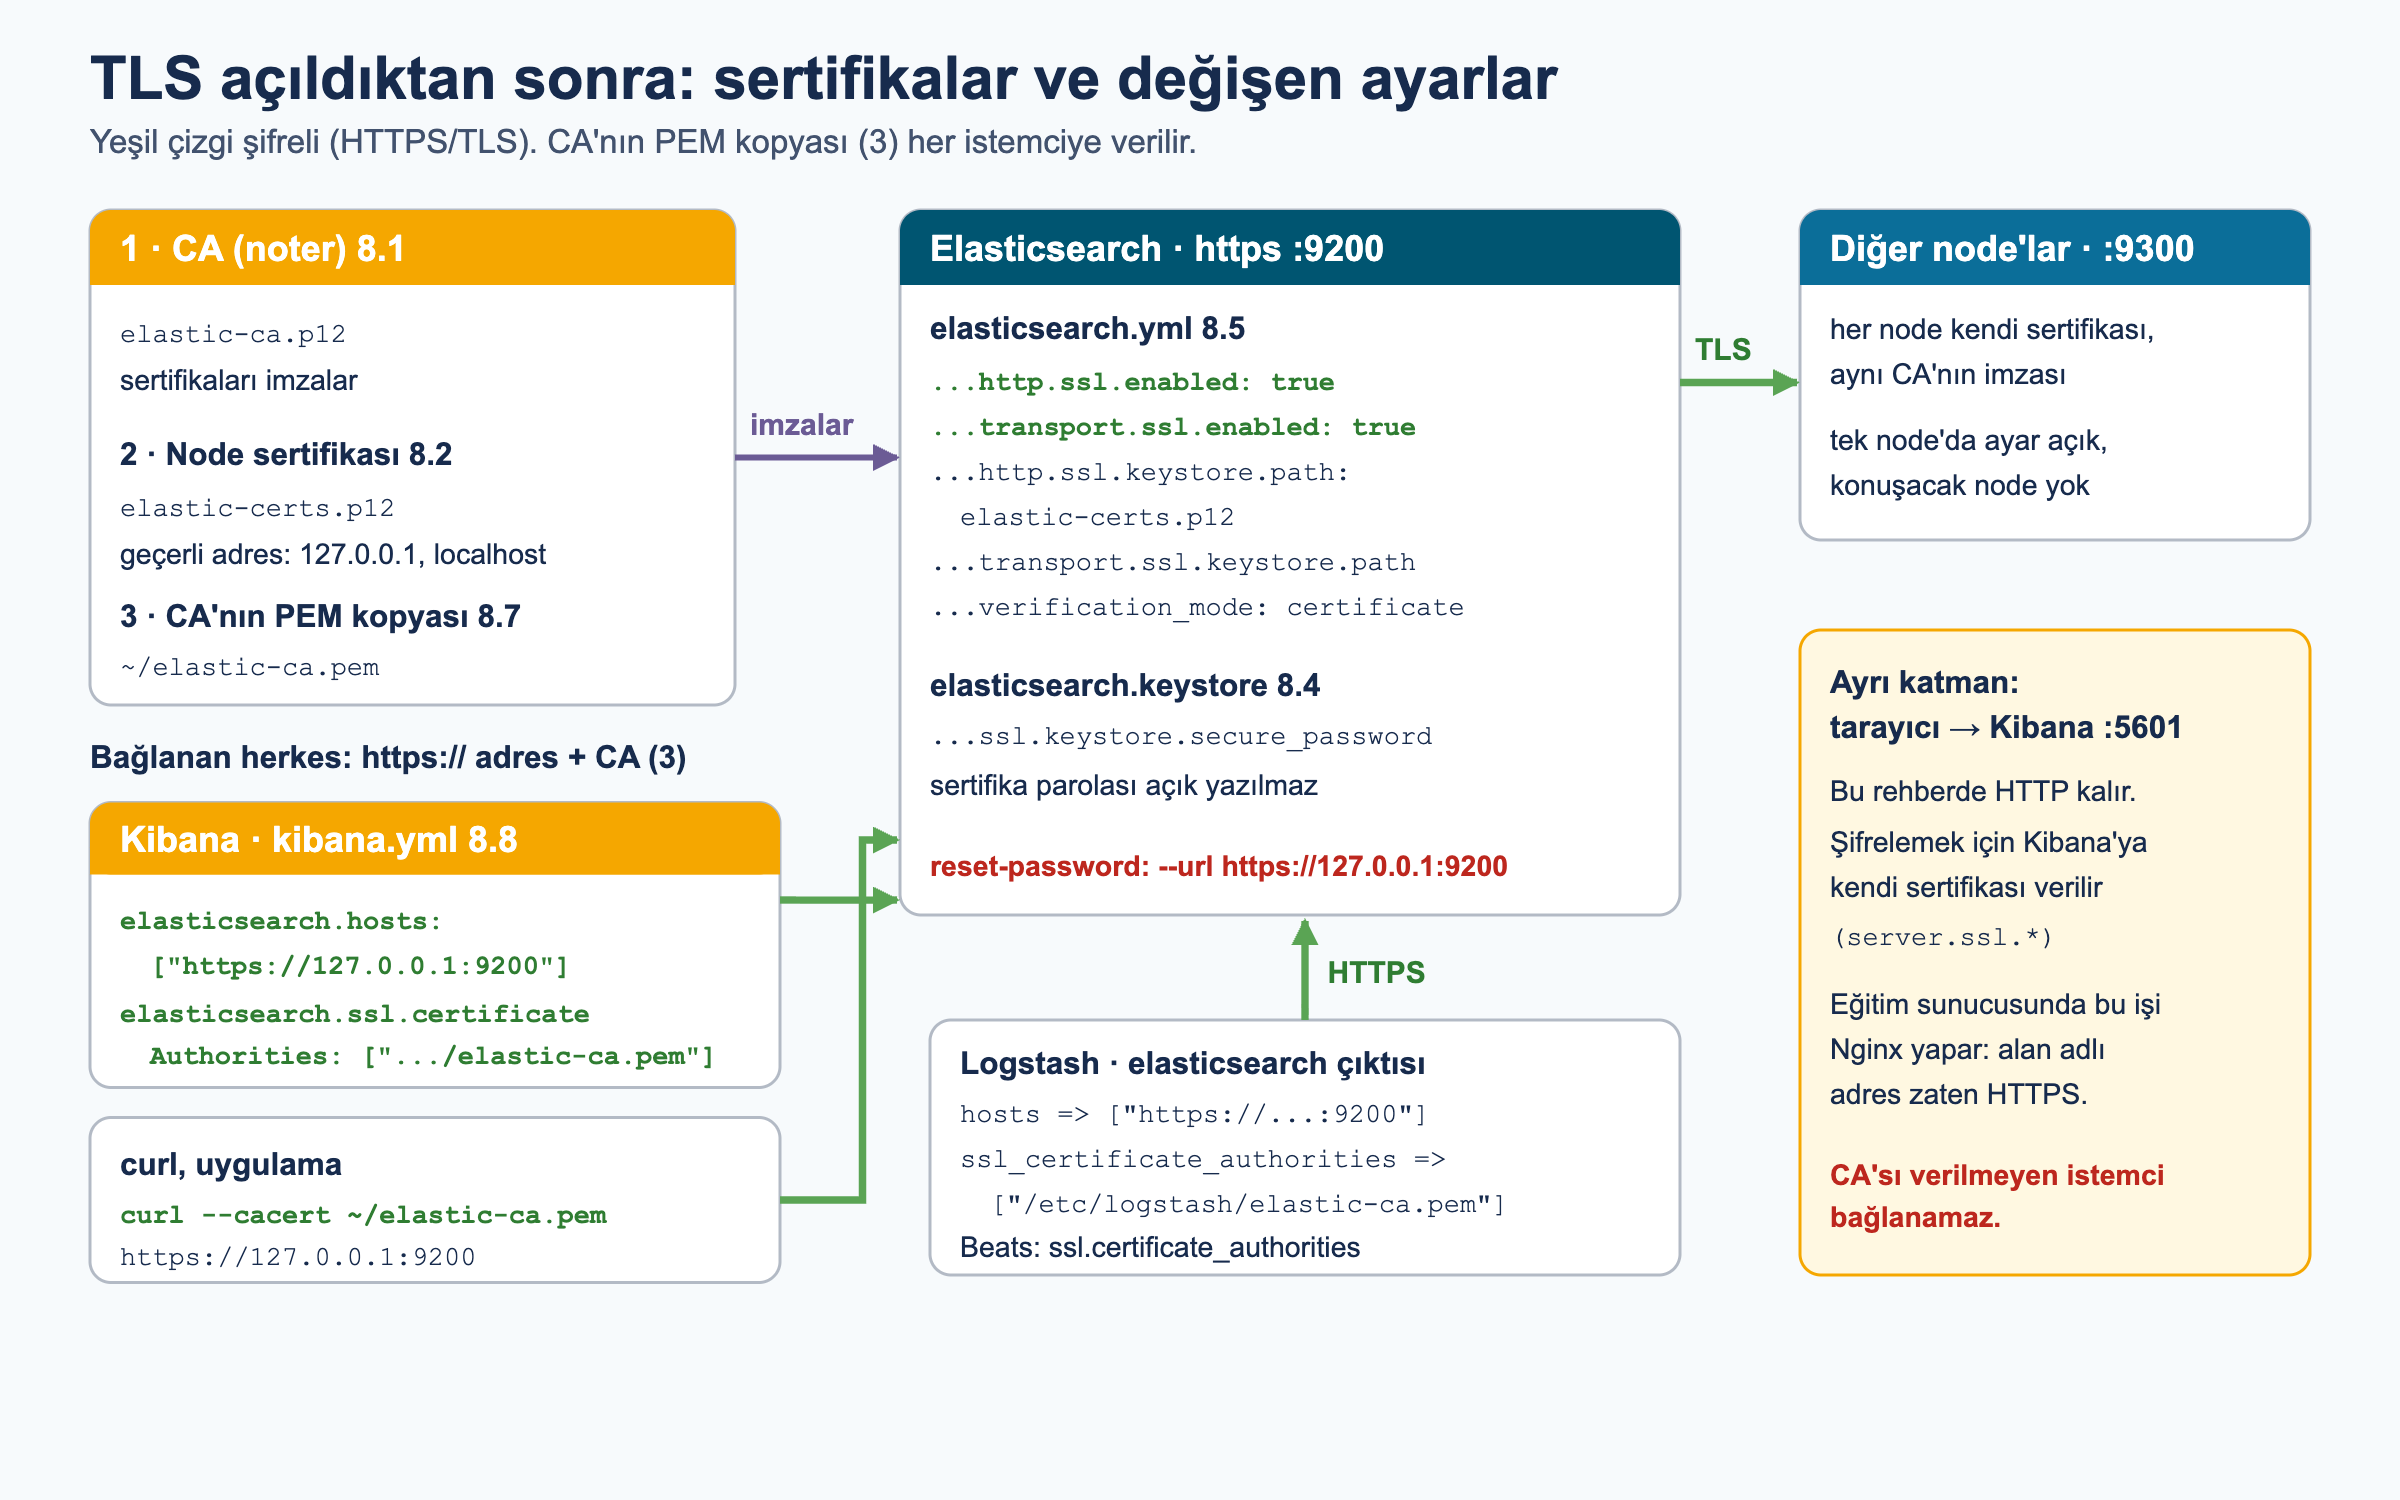 TLS açıldıktan sonra: sertifikalar ve değişen ayarlar
Yeşil çizgi şifreli (HTTPS/TLS). CA'nın PEM kopyası (3) her istemciye verilir.
1 · CA (noter) 8.1
elastic-ca.p12
sertifikaları imzalar
2 · Node sertifikası 8.2
elastic-certs.p12
geçerli adres: 127.0.0.1, localhost
3 · CA'nın PEM kopyası 8.7
~/elastic-ca.pem
imzalar
Elasticsearch · https :9200
elasticsearch.yml 8.5
...http.ssl.enabled: true
...transport.ssl.enabled: true
...http.ssl.keystore.path:
elastic-certs.p12
...transport.ssl.keystore.path
...verification_mode: certificate
elasticsearch.keystore 8.4
...ssl.keystore.secure_password
sertifika parolası açık yazılmaz
reset-password: --url https://127.0.0.1:9200
TLS
Diğer node'lar · :9300
her node kendi sertifikası,
aynı CA'nın imzası
tek node'da ayar açık,
konuşacak node yok
Bağlanan herkes: https:// adres + CA (3)
Kibana · kibana.yml 8.8
elasticsearch.hosts:
["https://127.0.0.1:9200"]
elasticsearch.ssl.certificate
Authorities: [".../elastic-ca.pem"]
curl, uygulama
curl --cacert ~/elastic-ca.pem
https://127.0.0.1:9200
HTTPS
Logstash · elasticsearch çıktısı
hosts => ["https://...:9200"]
ssl_certificate_authorities =>
["/etc/logstash/elastic-ca.pem"]
Beats: ssl.certificate_authorities
Ayrı katman:
tarayıcı → Kibana :5601
Bu rehberde HTTP kalır.
Şifrelemek için Kibana'ya
kendi sertifikası verilir
(server.ssl.*)
Eğitim sunucusunda bu işi
Nginx yapar: alan adlı
adres zaten HTTPS.
CA'sı verilmeyen istemci
bağlanamaz.